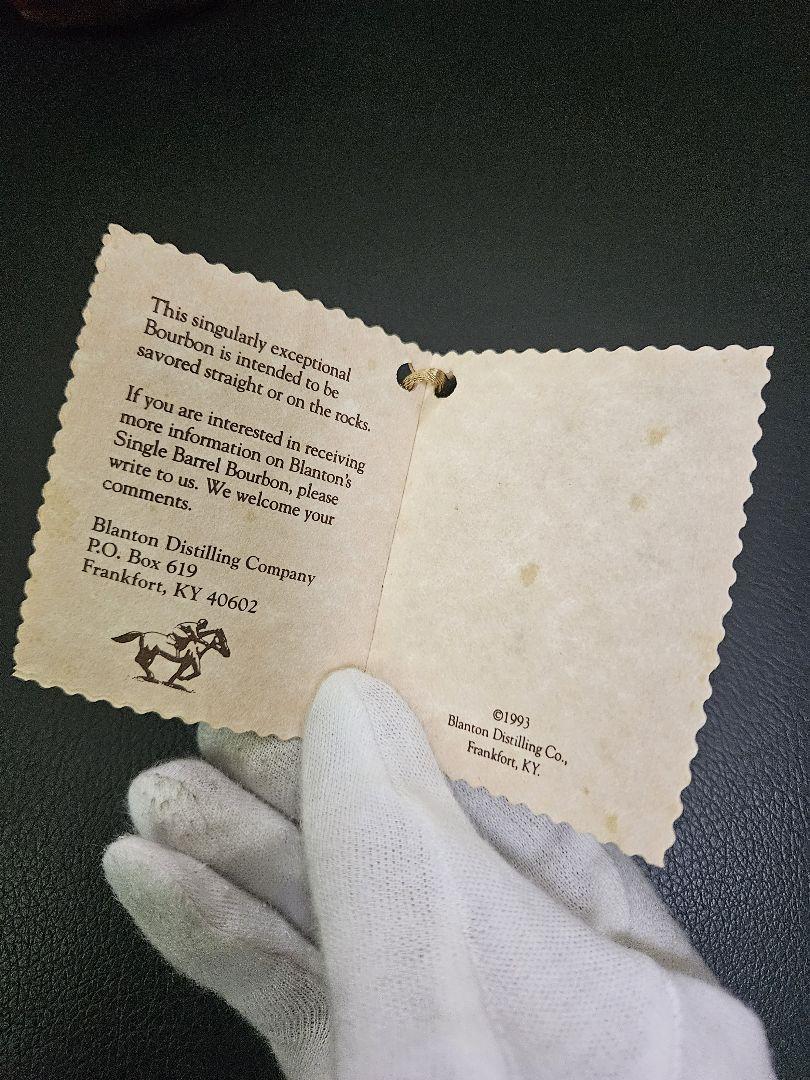 This singularly exceptional
Bourbon is intended to be
savored straight or on the rocks.
If you are interested in receiving
more information on Blanton's
Single Barrel Bourbon, please
write to us. We welcome your
comments.
Blanton Distilling Company
P.O. Box 619
Frankfort, KY 40602
©1993
Blanton Distilling Co.,
Frankfort, KY.